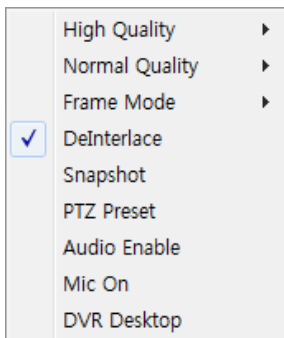 High Quality
Normal Quality
Frame Mode
DeInterlace
Snapshot
PTZ Preset
Audio Enable
Mic On
DVR Desktop